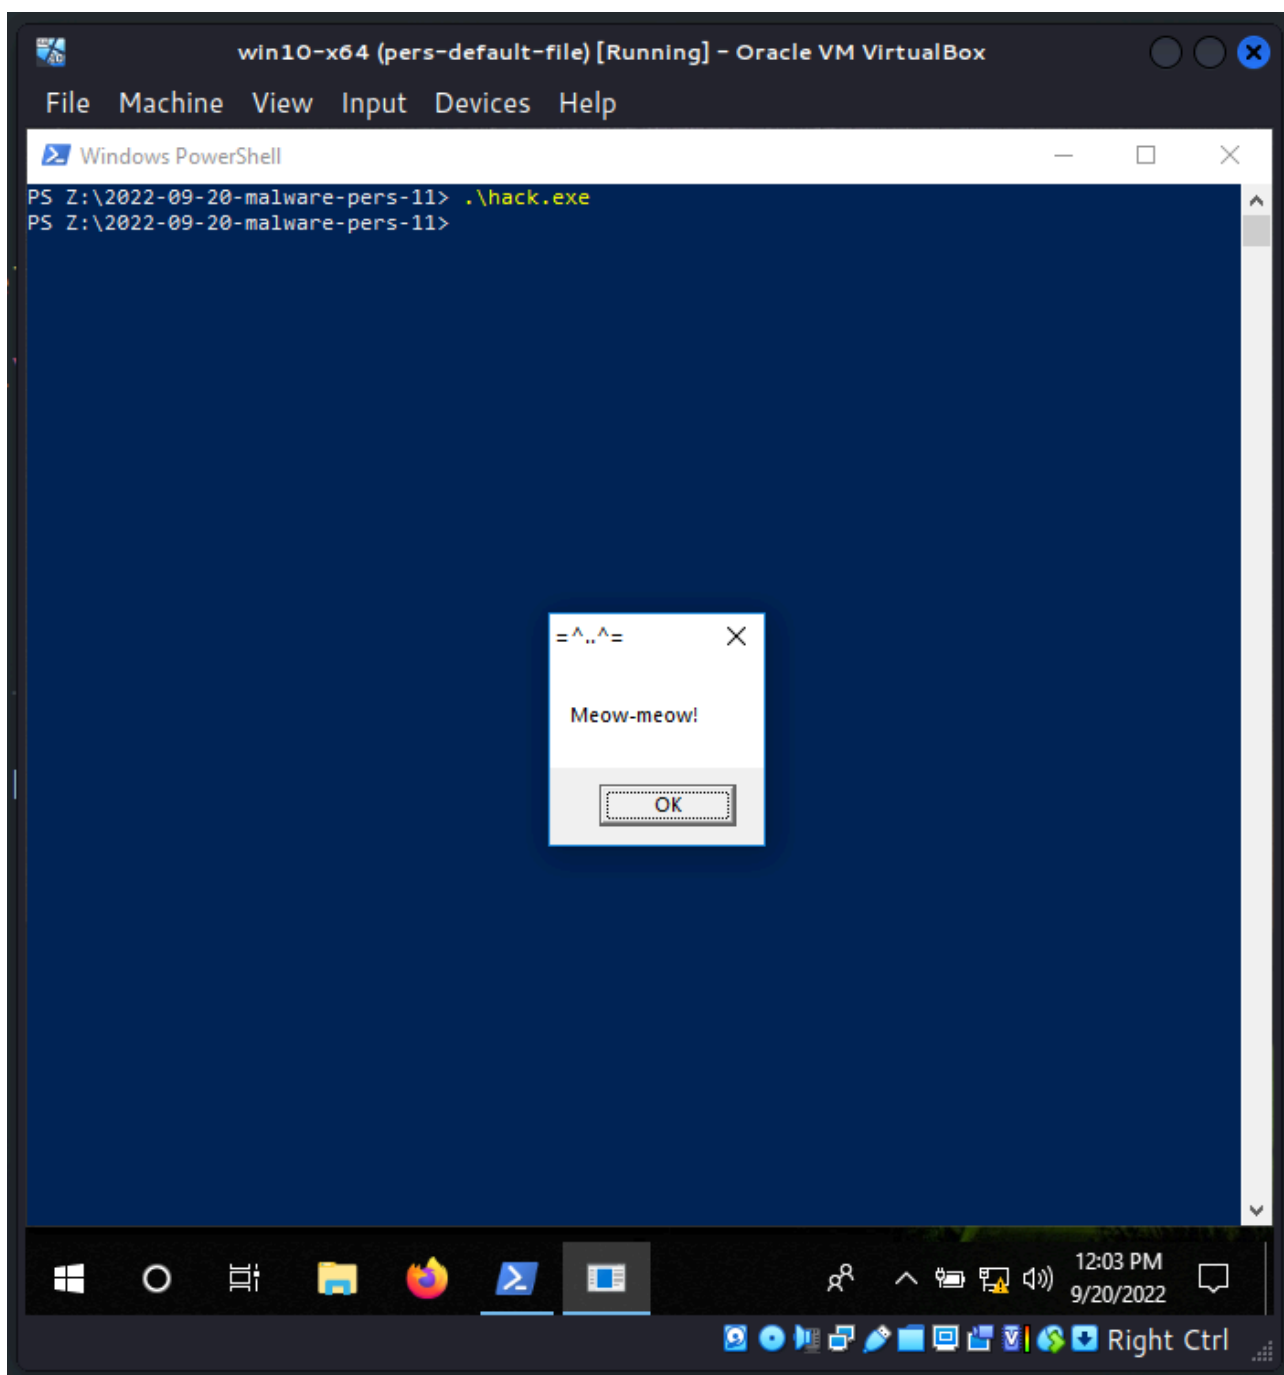 win10-x64 (pers-default-file) [Running] - Oracle VM VirtualBox
File Machine View Input Devices Help
Windows PowerShell
PS Z:\2022-09-20-malware-pers-11> .\hack.exe
PS Z:\2022-09-20-malware-pers-11>
=^..^=
Meow-meow!
OK
12:03 PM
9/20/2022
Right Ctrl